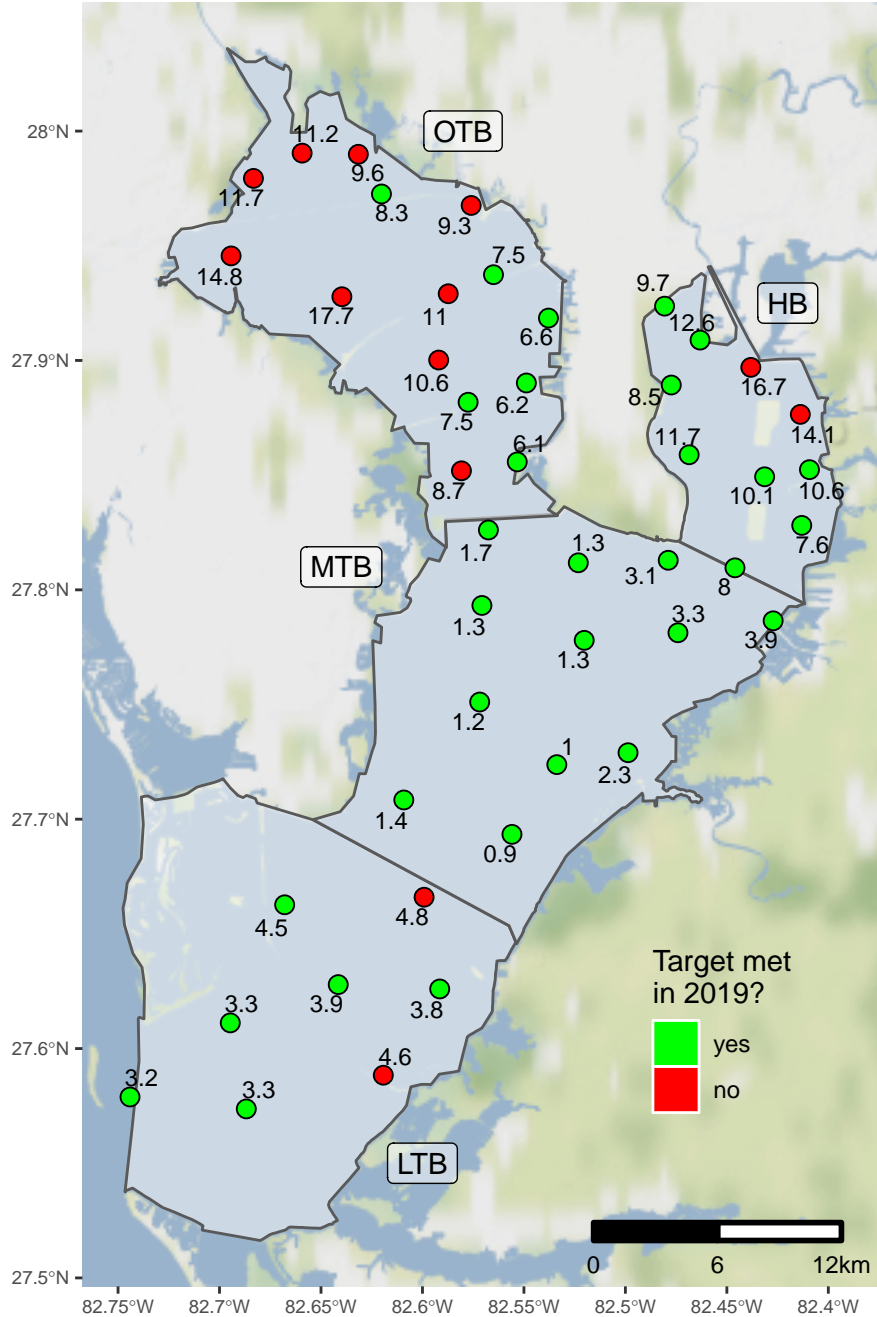 28°N
27.9°N
27.8°N
27.7°N
27.6°N
27.5°N
OTB
11.2
9.6
11.7
8.3
9.3
14.8
7.5
17.7
11
6.6
10.6
6.2
7.5
6.1
8.7
HB
9.7
12.6
16.7
8.5
14.1
11.7
10.1
10.6
7.6
8
MTB
1.7
1.3
3.1
1.3
3.3
3.9
1.3
1.2
1
2.3
1.4
0.9
4.8
4.5
3.9
3.8
3.3
4.6
3.2
3.3
LTB
Target met
in 2019?
yes
no
0 6 12km
82.75°W 82.7°W 82.65°W 82.6°W 82.55°W 82.5°W 82.45°W 82.4°W